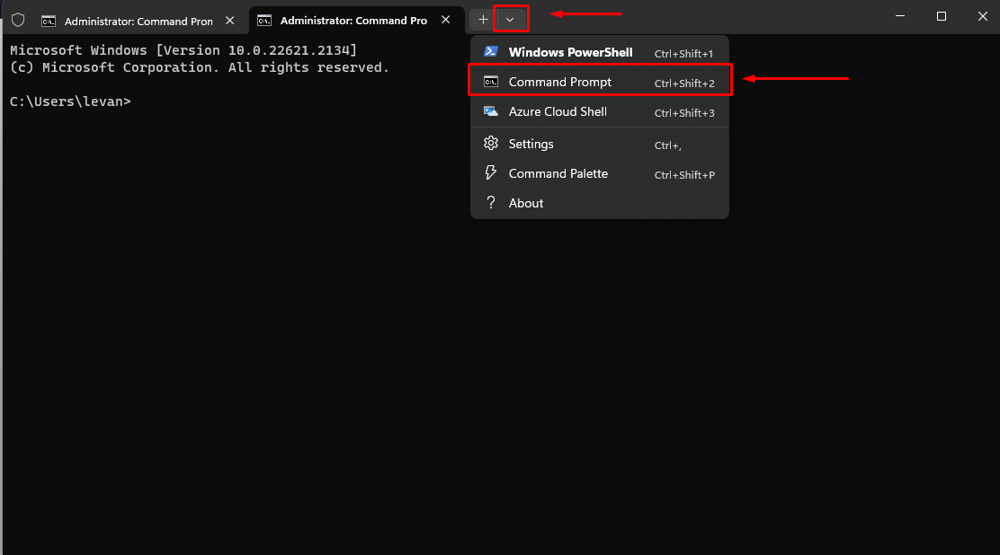 Administrator: Command Pron
Administrator: Command Pro
Microsoft Windows [Version 10.0.22621.2134]
(c) Microsoft Corporation. All rights reserved.
C:\Users\levan>
Windows PowerShell Ctrl+Shift+1
Command Prompt Ctrl+Shift+2
Azure Cloud Shell Ctrl+Shift+3
Settings Ctrl+,
Command Palette Ctrl+Shift+P
? About